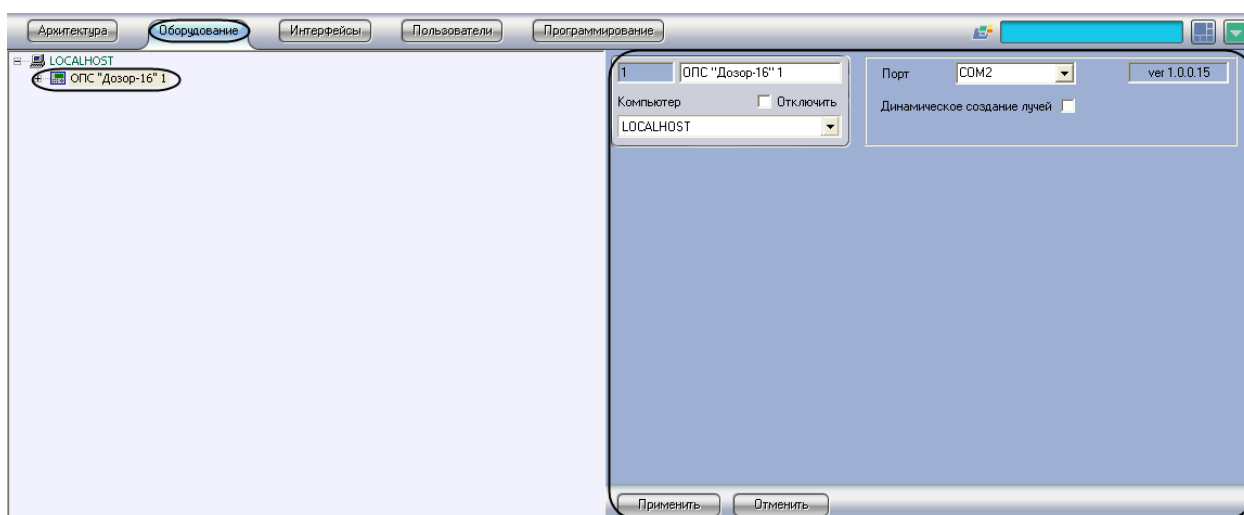 Архитектура Оборудование Интерфейсы Пользователи Программирование
LOCALHOST
ОПС "Дозор-16" 1
1 ОПС "Дозор-16" 1
Компьютер Отключить
LOCALHOST
Порт COM2 ver 1.0.0.15
Динамическое создание лучей
Применить Отменить